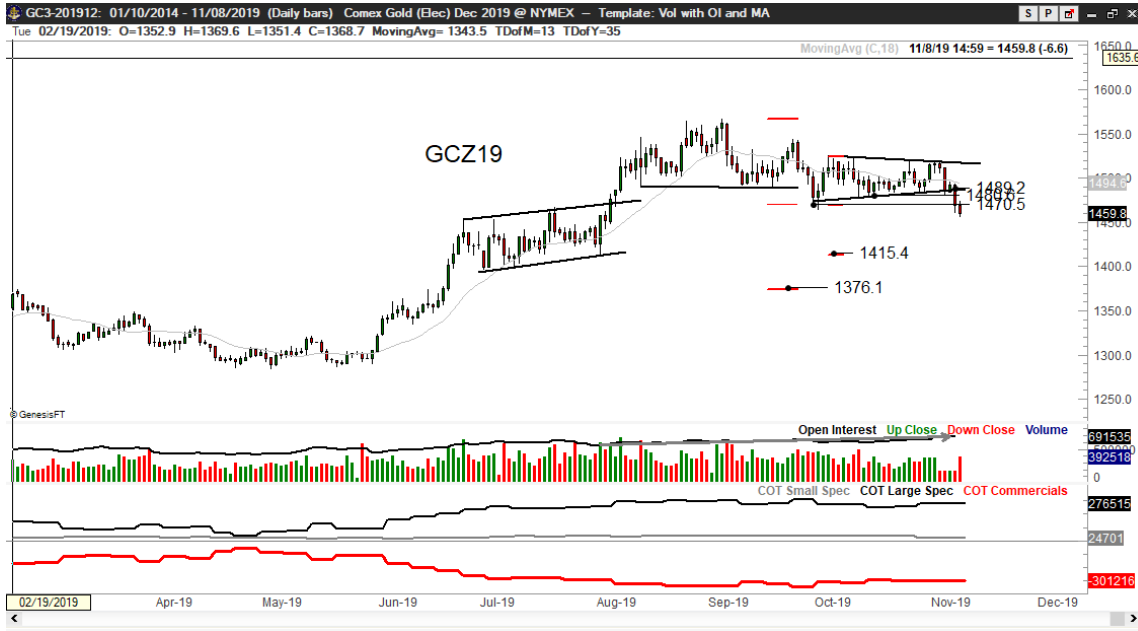 GC3-201912: 01/10/2014 - 11/08/2019 (Daily bars) Comex Gold (Elec) Dec 2019 @ NYMEX — Template: Vol with OI and MA
S P
Tue 02/19/2019: O=1352.9 H=1369.6 L=1351.4 C=1368.7 MovingAvg= 1343.5 TDofM=13 TDofY=35
MovingAvg (C,18) 11/8/19 14:59 = 1459.8 (-6.6)
1650.0
1635.6
1600.0
1550.0
GCZ19
1500.0
1494.6
1489.2
1480.6
1470.5
1459.8
1415.4
1400.0
1376.1
1350.0
1300.0
1250.0
© GenesisFT
Open Interest Up Close Down Close Volume
691535
392518
0
COT Small Spec COT Large Spec COT Commercials
276515
24701
-301216
02/19/2019 Apr-19 May-19 Jun-19 Jul-19 Aug-19 Sep-19 Oct-19 Nov-19 Dec-19